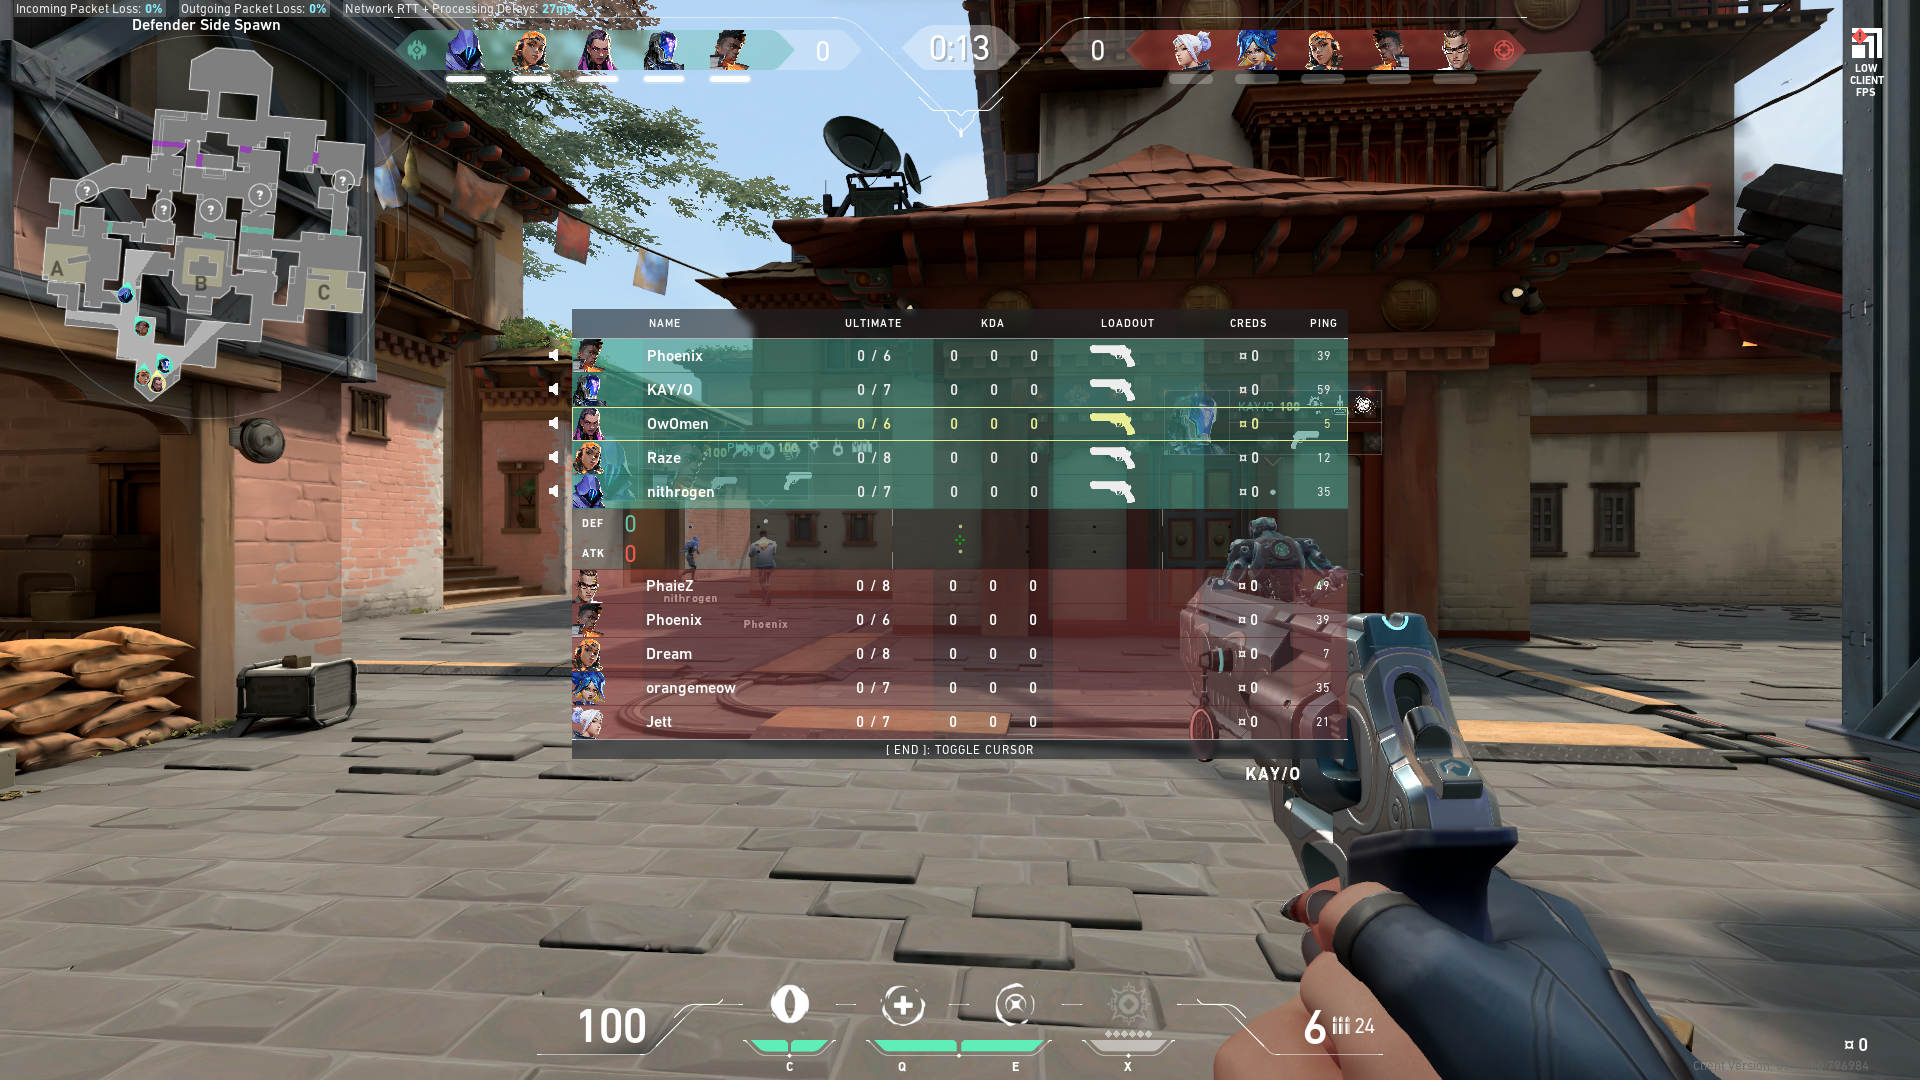 Incoming Packet Loss: 0% Outgoing Packet Loss: 0% Network RTT + Processing Delays: 27ms
Defender Side Spawn
0 0:13 0
LOW
CLIENT
FPS
? ? ? ? ?
A B C
NAME ULTIMATE KDA LOADOUT CREDS PING
Phoenix 0 / 6 0 0 0 ¤ 0 39
KAY/O 0 / 7 0 0 0 ¤ 0 59
KAY/O 100
OwOmen 0 / 6 0 0 0 ¤ 0 5
100 Phoenix 100
Raze 0 / 8 0 0 0 ¤ 0 12
nithrogen 0 / 7 0 0 0 ¤ 0 35
DEF 0
ATK 0
PhaieZ 0 / 8 0 0 0 ¤ 0 49
nithrogen
Phoenix 0 / 6 0 0 0 ¤ 0 39
Phoenix
Dream 0 / 8 0 0 0 ¤ 0 7
orangemeow 0 / 7 0 0 0 ¤ 0 35
Jett 0 / 7 0 0 0 ¤ 0 21
[ END ]: TOGGLE CURSOR
KAY/O
100 6 24
C Q E X
¤ 0